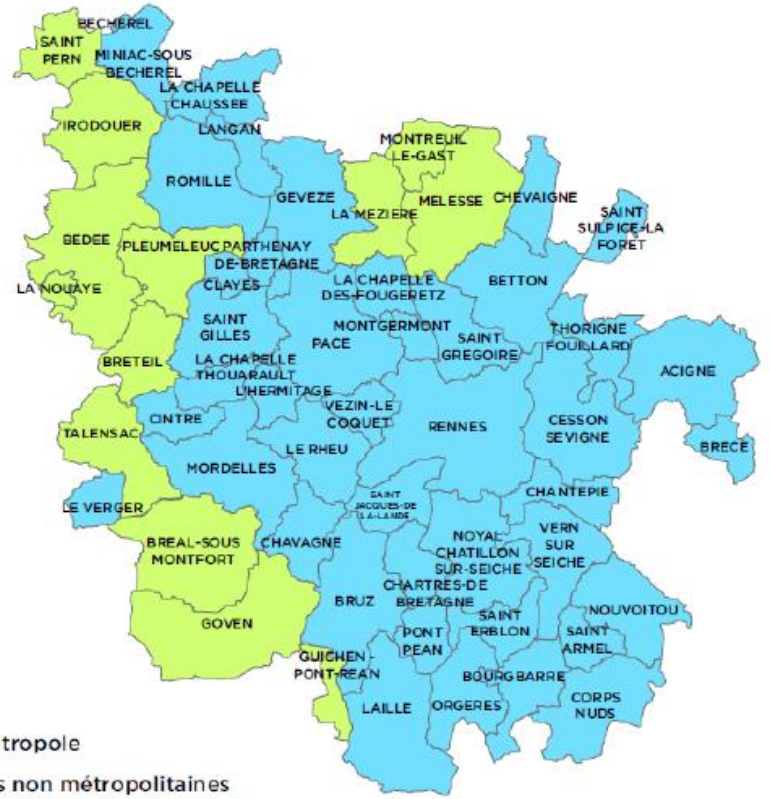 BECHEREL
SAINT
PERN
MINIAC-SOUS
BECHEREL
LA CHAPELLE
CHAUSSEE
IRODOUER
LANGAN
MONTREUIL
LE-GAST
ROMILLE
GEVEZE
LA MEZIERE
MELESSE
CHEVAIGNE
SAINT
SULPICE-LA
FORET
BEDEE
PLEUMELEUC
PARTHENAY
DE-BRETAGNE
LA NOUAYE
CLAYES
LA CHAPELLE
DES-FOUGERETZ
BETTON
SAINT
GILLES
PACE
MONTGERMONT
SAINT
GREGOIRE
THORIGNE
FOUILLARD
BRETEIL
LA CHAPELLE
THOUARAULT
L'HERMITAGE
ACIGNE
CINTRE
VEZIN-LE
COQUET
RENNES
CESSON
SEVIGNE
TALENSAC
LE RHEU
BRECE
MORDELLES
LE VERGER
SAINT
JACQUES-DE
LA-LANDE
CHANTEPIE
BREAL-SOUS
MONTFORT
CHAVAGNE
NOYAL
CHATILLON
SUR-SEICHE
VERN
SUR
SEICHE
BRUZ
CHARTRES-DE
BRETAGNE
NOUVOITOU
GOVEN
PONT
PEAN
SAINT
ERBLON
SAINT
ARMEL
GUICHEN -
PONT-REAN
BOURGBARRE
LAILLE
ORGERES
CORPS
NUDS
tropole
s non métropolitaines